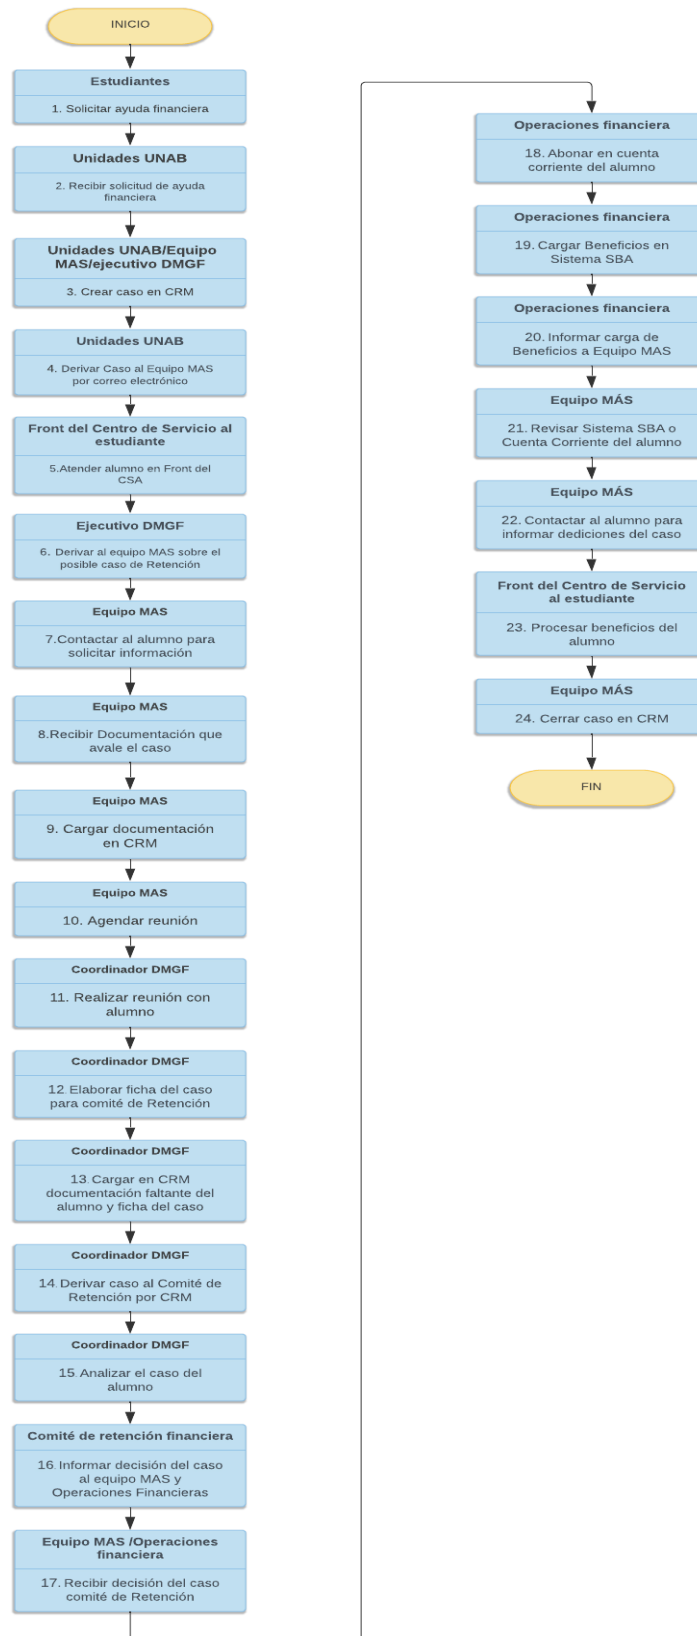 INICIO
Estudiantes
1. Solicitar ayuda financiera
Unidades UNAB
2. Recibir solicitud de ayuda
financiera
Unidades UNAB/Equipo
MAS/ejecutivo DMGF
3. Crear caso en CRM
Unidades UNAB
4. Derivar Caso al Equipo MAS
por correo electrónico
Front del Centro de Servicio al
estudiante
5.Atender alumno en Front del
CSA
Ejecutivo DMGF
6. Derivar al equipo MAS sobre el
posible caso de Retención
Equipo MAS
7.Contactar al alumno para
solicitar información
Equipo MAS
8.Recibir Documentación que
avale el caso
Equipo MAS
9. Cargar documentación
en CRM
Equipo MAS
10. Agendar reunión
Coordinador DMGF
11. Realizar reunión con
alumno
Coordinador DMGF
12.Elaborar ficha del caso
para comité de Retención
Coordinador DMGF
13.Cargar en CRM
documentación faltante del
alumno y ficha del caso
Coordinador DMGF
14.Derivar caso al Comité de
Retención por CRM
Coordinador DMGF
15.Analizar el caso del
alumno
Comité de retención financiera
16.Informar decisión del caso
al equipo MAS y
Operaciones Financieras
Equipo MAS /Operaciones
financiera
17. Recibir decisión del caso
comité de Retención
Operaciones financiera
18. Abonar en cuenta
corriente del alumno
Operaciones financiera
19. Cargar Beneficios en
Sistema SBA
Operaciones financiera
20. Informar carga de
Beneficios a Equipo MAS
Equipo MÁS
21. Revisar Sistema SBA o
Cuenta Corriente del alumno
Equipo MÁS
22. Contactar al alumno para
informar dediciones del caso
Front del Centro de Servicio
al estudiante
23. Procesar beneficios del
alumno
Equipo MÁS
24. Cerrar caso en CRM
FIN